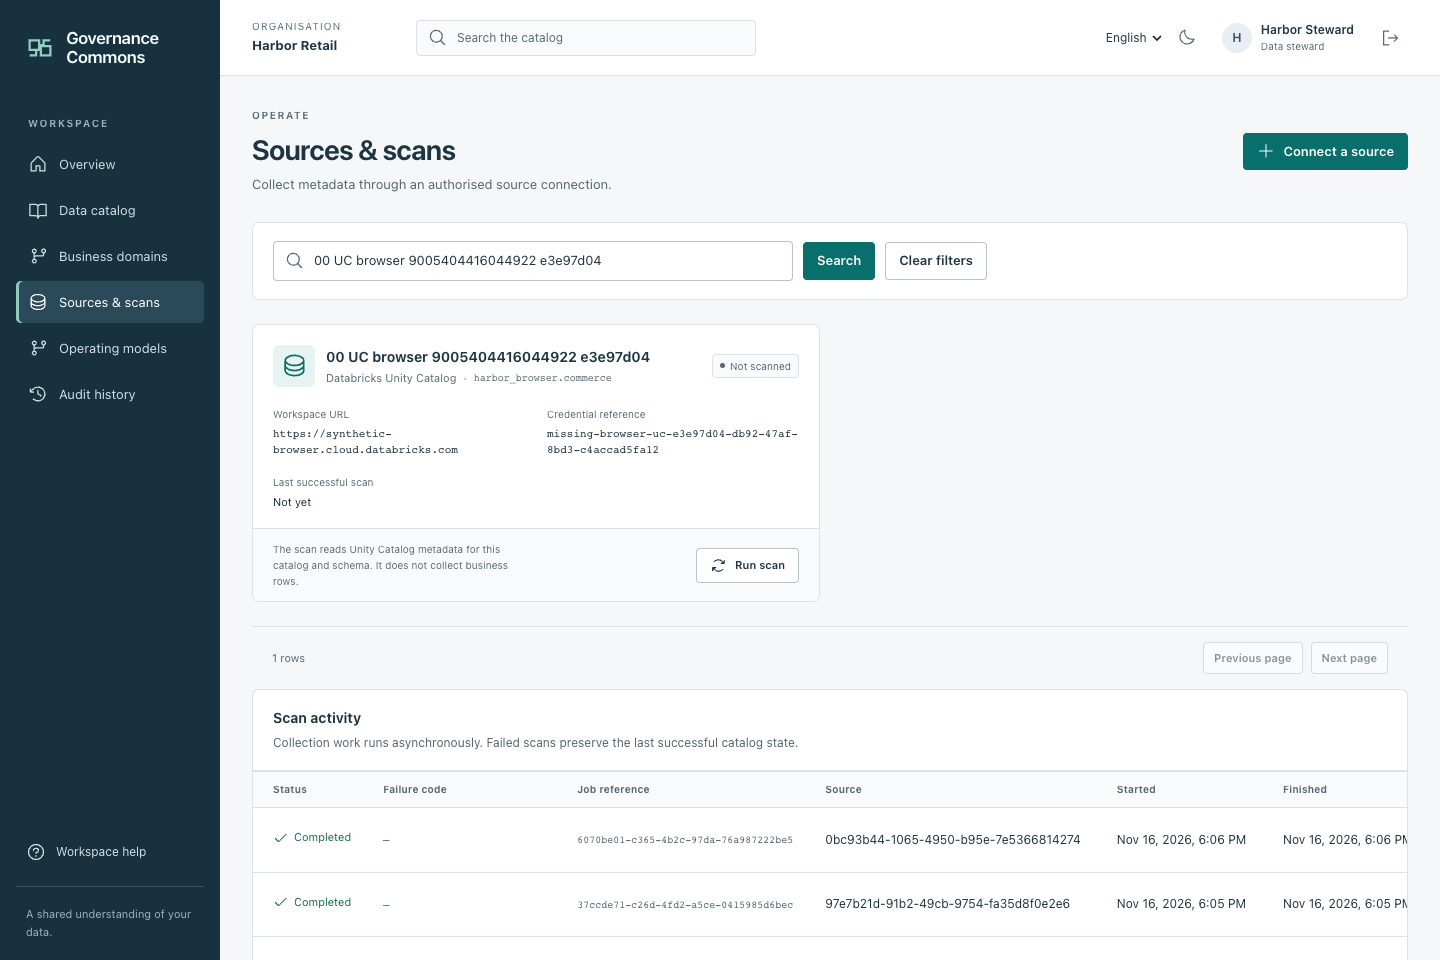 Governance
Commons
WORKSPACE
Overview
Data catalog
Business domains
Sources & scans
Operating models
Audit history
Workspace help
A shared understanding of your
data.
ORGANISATION
Harbor Retail
Search the catalog
English
H
Harbor Steward
Data steward
OPERATE
Sources & scans
Collect metadata through an authorised source connection.
Connect a source
00 UC browser 9005404416044922 e3e97d04
Search
Clear filters
00 UC browser 9005404416044922 e3e97d04
Databricks Unity Catalog · harbor_browser.commerce
Not scanned
Workspace URL
https://synthetic-
browser.cloud.databricks.com
Credential reference
missing-browser-uc-e3e97d04-db92-47af-
8bd3-c4accad5fa12
Last successful scan
Not yet
The scan reads Unity Catalog metadata for this
catalog and schema. It does not collect business
rows.
Run scan
1 rows
Previous page
Next page
Scan activity
Collection work runs asynchronously. Failed scans preserve the last successful catalog state.
Status Failure code Job reference Source Started Finished
Completed – 6070be01-c365-4b2c-97da-76a987222be5 0bc93b44-1065-4950-b95e-7e5366814274 Nov 16, 2026, 6:06 PM Nov 16, 2026, 6:06 PM
Completed – 37ccde71-c26d-4fd2-a5ce-0415985d6bec 97e7b21d-91b2-49cb-9754-fa35d8f0e2e6 Nov 16, 2026, 6:05 PM Nov 16, 2026, 6:05 PM